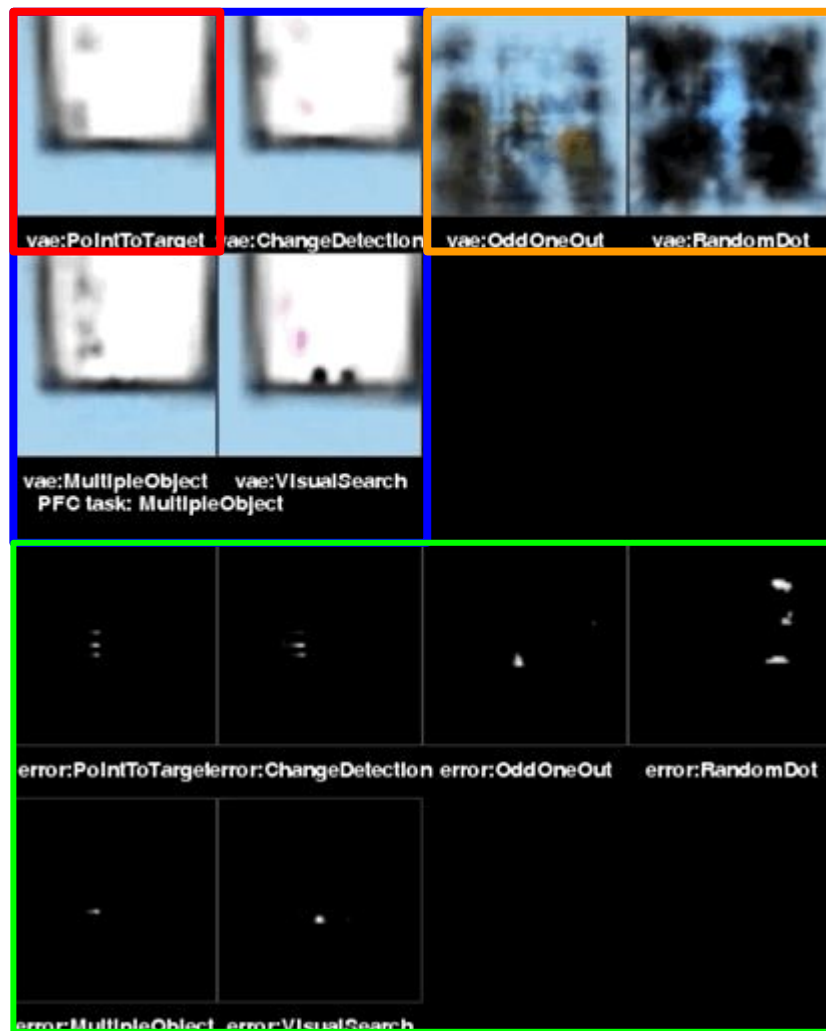 vae:PointToTarget vae:ChangeDetection vae:OddOneOut vae:RandomDot
vae:MultipleObject vae:VisualSearch
PFC task: MultipleObject
error:PointToTarget error:ChangeDetection error:OddOneOut error:RandomDot
error:MultipleObject error:VisualSearch